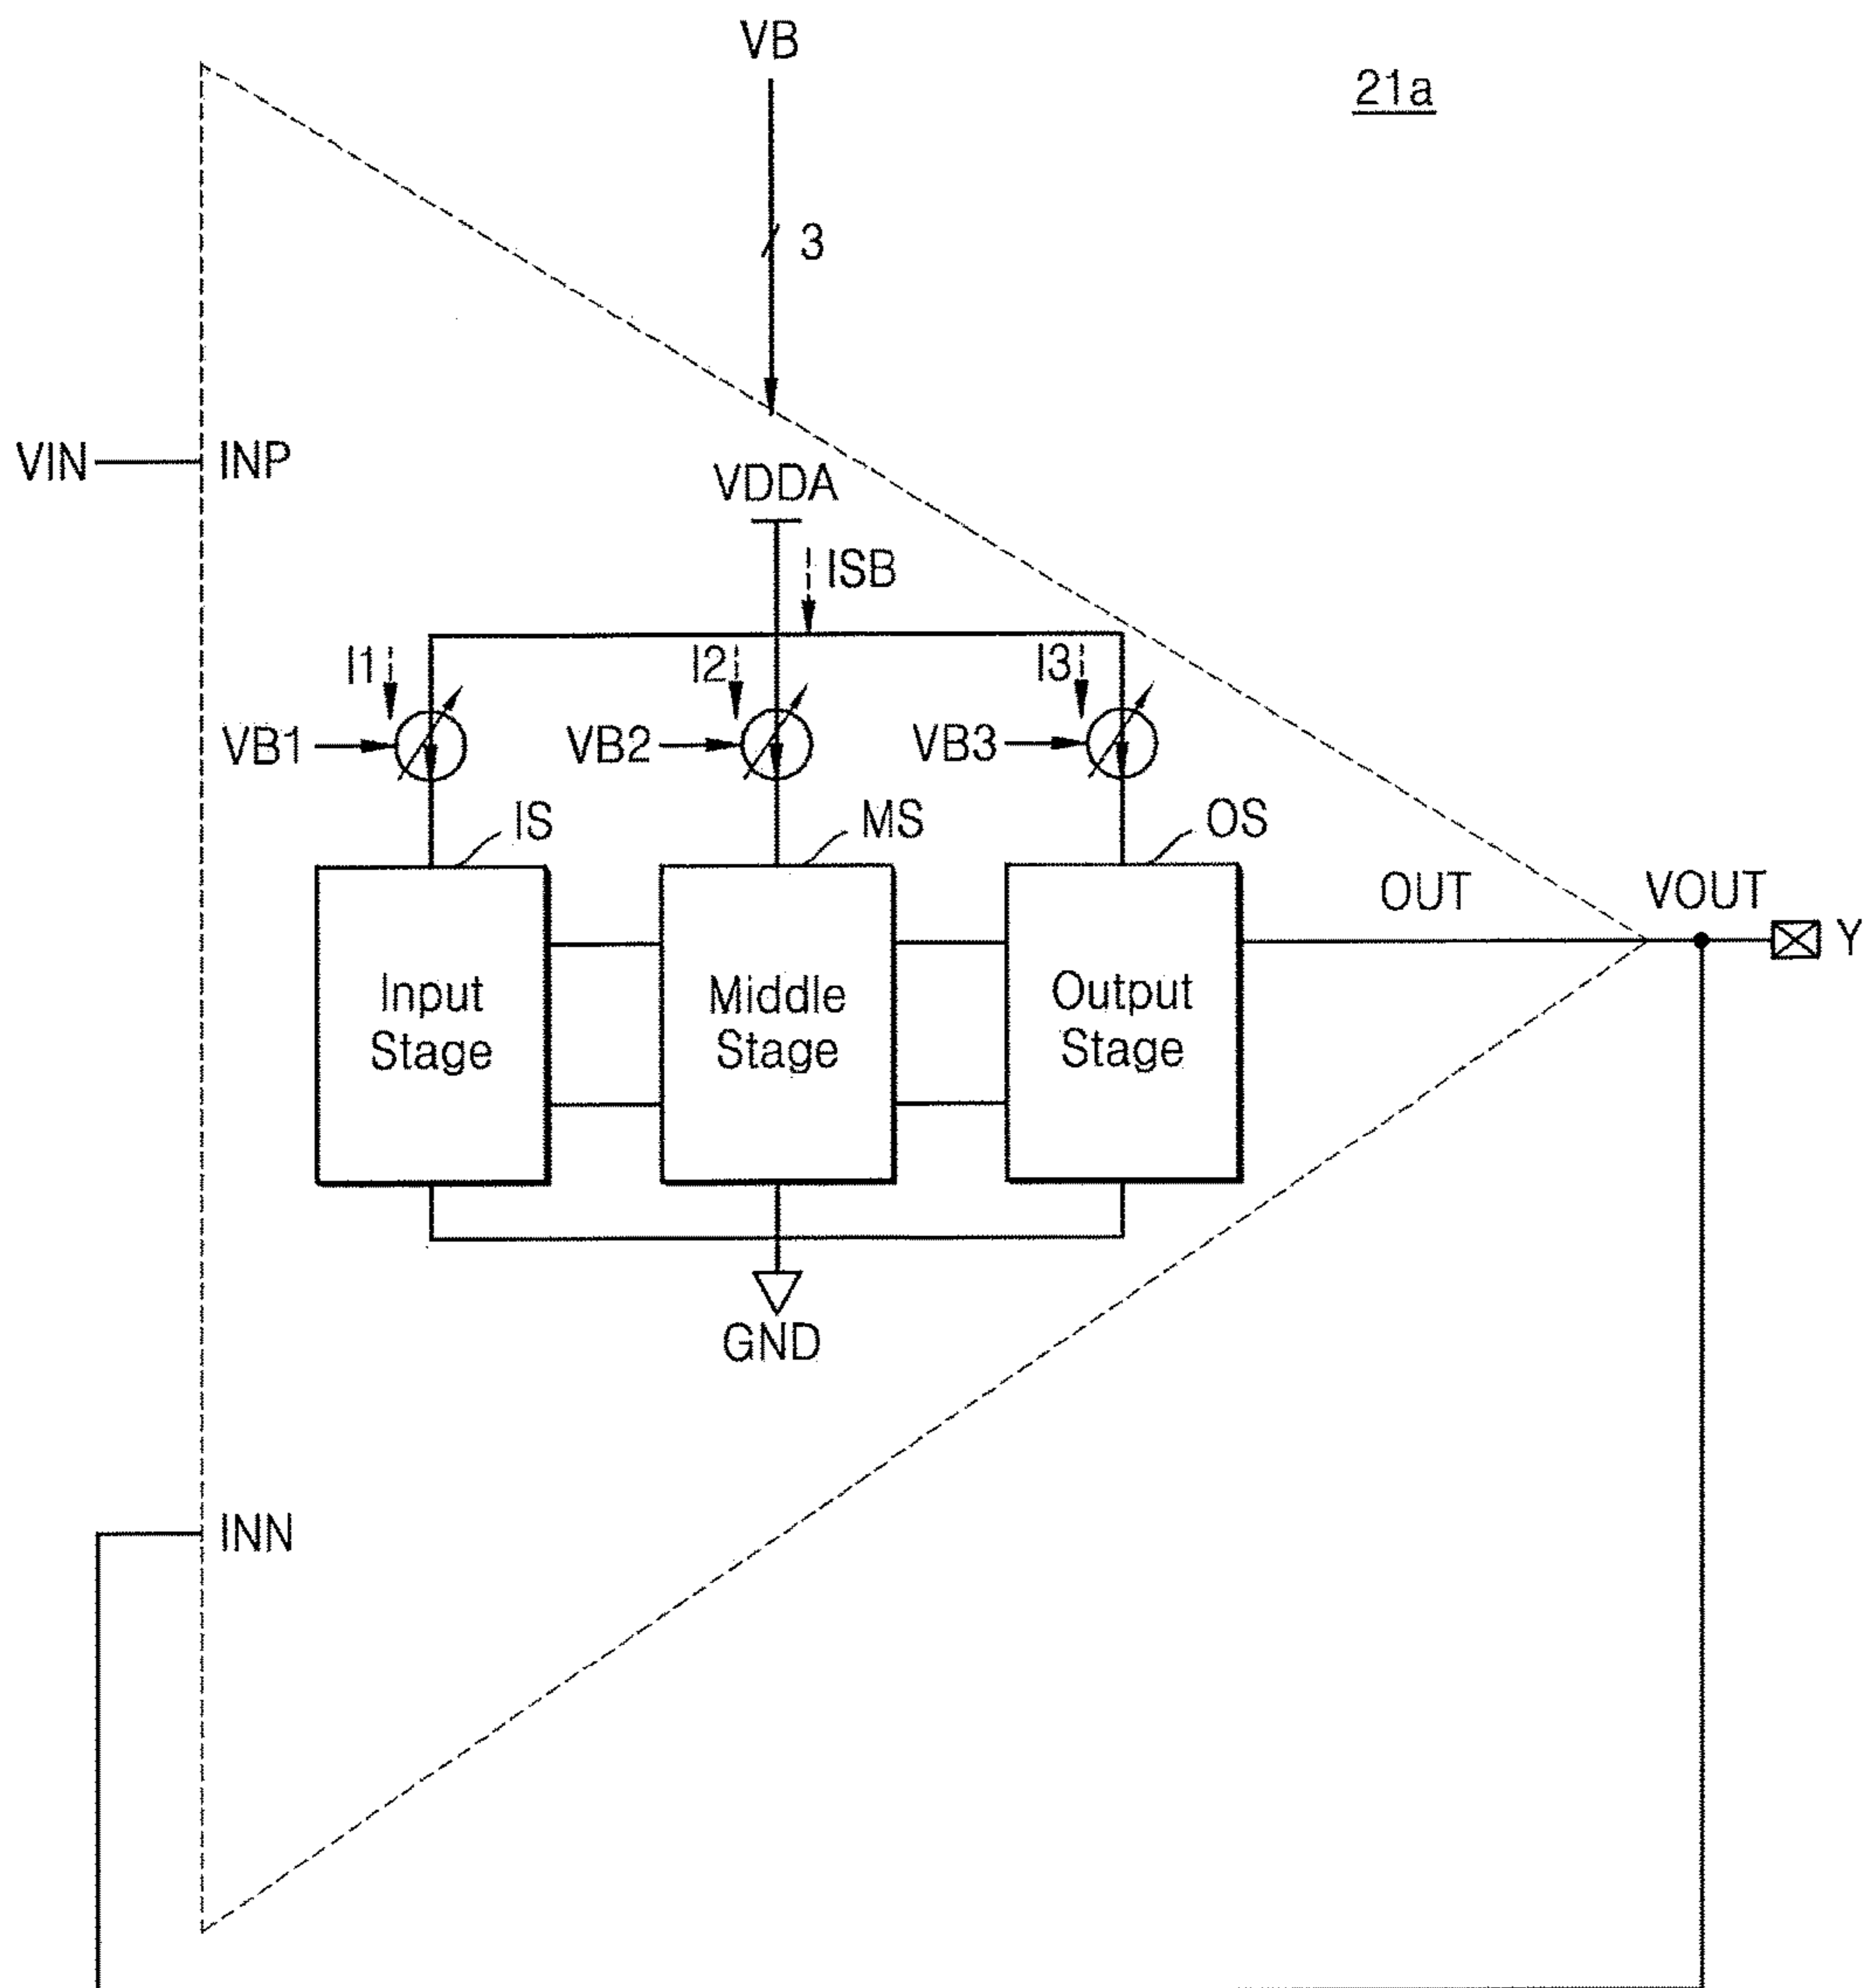 VB
21a
3
VIN
INP
VDDA
ISB
I1
I2
I3
VB1
VB2
VB3
IS
MS
OS
OUT
VOUT
Y
Input
Stage
Middle
Stage
Output
Stage
GND
INN